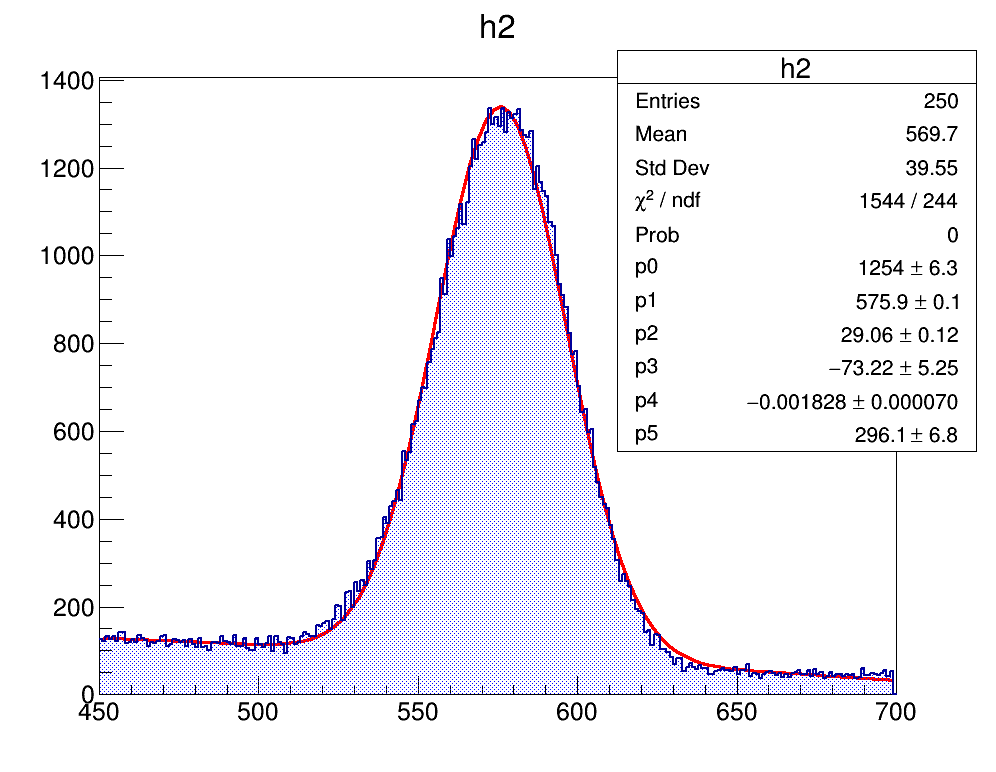 h2
h2
Entries 250
Mean 569.7
Std Dev 39.55
χ² / ndf 1544 / 244
Prob 0
p0 1254 ± 6.3
p1 575.9 ± 0.1
p2 29.06 ± 0.12
p3 −73.22 ± 5.25
p4 −0.001828 ± 0.000070
p5 296.1 ± 6.8
1400
1200
1000
800
600
400
200
0
450 500 550 600 650 700